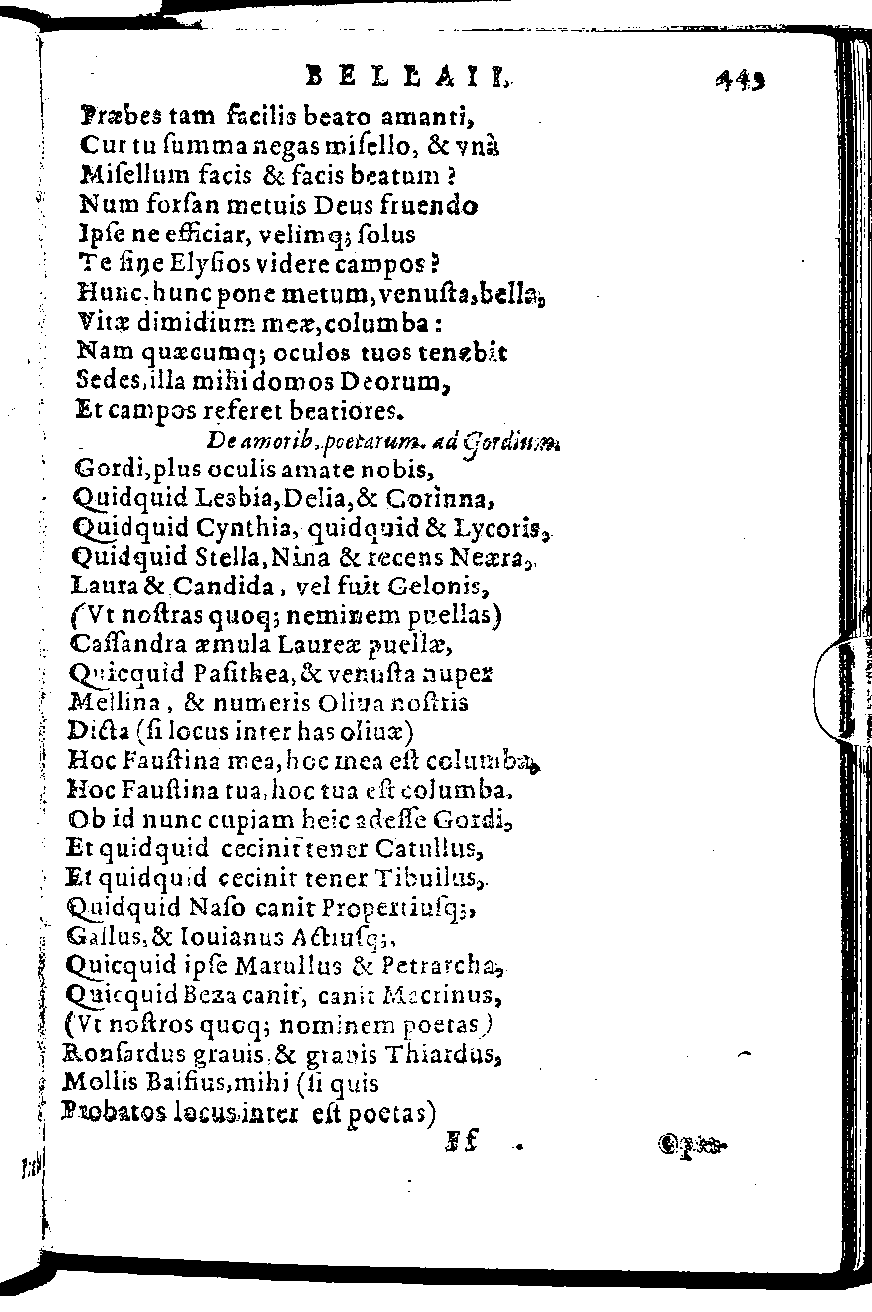 BELLAII. 449
Præbes tam facilis beato amanti,
Cur tu ſumma negas miſello, & vnà
Miſellum facis & facis beatum?
Num forſan metuis Deus fruendo
Ipſe ne efficiar, velimq; ſolus
Te ſine Elyſios videre campos?
Hunc, hunc pone metum, venuſta, bella,
Vitæ dimidium meæ, columba:
Nam quæcumq; oculos tuos tenebit
Sedes, illa mihi domos Deorum,
Et campos referet beatiores.
De amorib. poetarum. ad Gordium.
Gordi, plus oculis amate nobis,
Quidquid Lesbia, Delia, & Corinna,
Quidquid Cynthia, quidquid & Lycoris,
Quidquid Stella, Nina & recens Neæra,
Laura & Candida, vel fuit Gelonis,
(Vt noſtras quoq; neminem puellas)
Caſſandra æmula Laureæ puellæ,
Quicquid Paſithea, & venuſta nuper
Mellina, & numeris Oliua noſtris
Dicta (ſi locus inter has oliuæ)
Hoc Fauſtina mea, hoc mea eſt columba,
Hoc Fauſtina tua, hoc tua eſt columba.
Ob id nunc cupiam heic adeſſe Gordi,
Et quidquid cecinit tener Catullus,
Et quidquid cecinit tener Tibullus,
Quidquid Naſo canit Propertiuſq;,
Gallus, & Iouianus Actiuſq;,
Quicquid ipſe Marullus & Petrarcha,
Quicquid Beza canit, canit Macrinus,
(Vt noſtros quoq; nominem poetas)
Ronſardus grauis, & grauis Thiardus,
Mollis Baifius, mihi (ſi quis
Probatos locus inter eſt poetas)
Ff